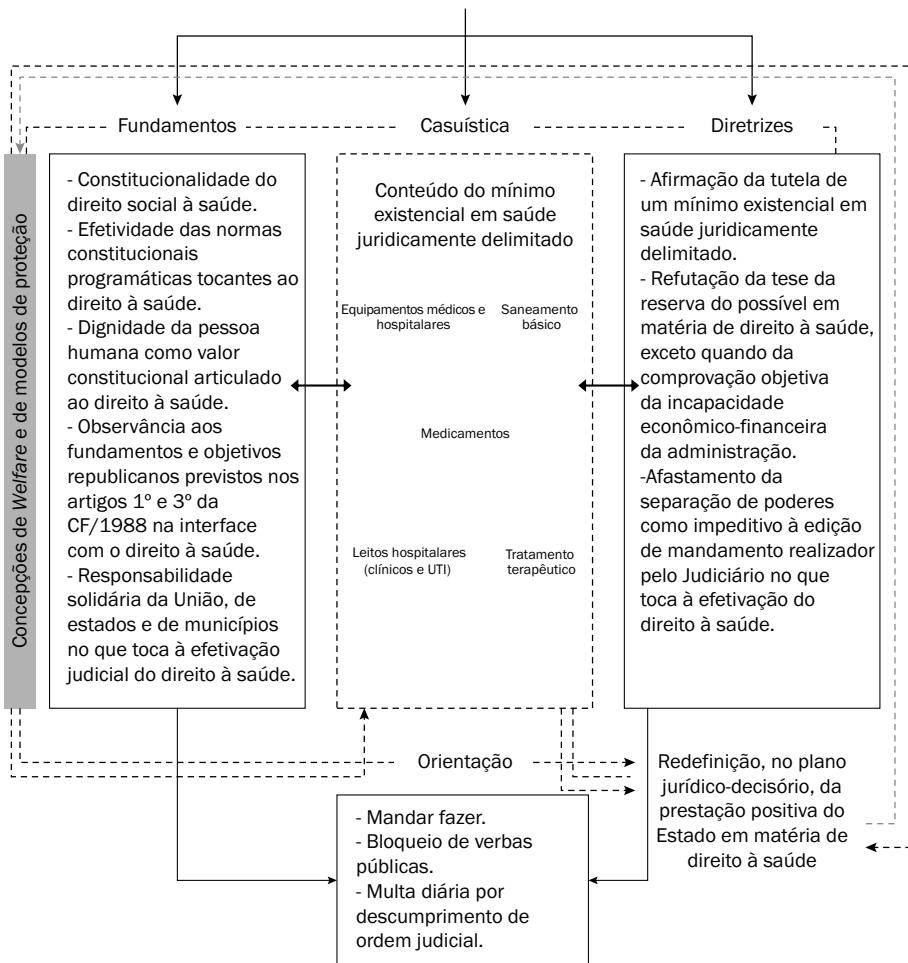 Fundamentos
Casuística
Diretrizes
Concepções de Welfare e de modelos de proteção
- Constitucionalidade do
direito social à saúde.
- Efetividade das normas
constitucionais
programáticas tocantes ao
direito à saúde.
- Dignidade da pessoa
humana como valor
constitucional articulado
ao direito à saúde.
- Observância aos
fundamentos e objetivos
republicanos previstos nos
artigos 1º e 3º da
CF/1988 na interface
com o direito à saúde.
- Responsabilidade
solidária da União, de
estados e de municípios
no que toca à efetivação
judicial do direito à saúde.
Conteúdo do mínimo
existencial em saúde
juridicamente delimitado
Equipamentos médicos e
hospitalares
Saneamento
básico
Medicamentos
Leitos hospitalares
(clínicos e UTI)
Tratamento
terapêutico
- Afirmação da tutela de
um mínimo existencial em
saúde juridicamente
delimitado.
- Refutação da tese da
reserva do possível em
matéria de direito à saúde,
exceto quando da
comprovação objetiva
da incapacidade
econômico-financeira
da administração.
-Afastamento da
separação de poderes
como impeditivo à edição
de mandamento realizador
pelo Judiciário no que
toca à efetivação do
direito à saúde.
Orientação
Redefinição, no plano
jurídico-decisório, da
prestação positiva do
Estado em matéria de
direito à saúde
- Mandar fazer.
- Bloqueio de verbas
públicas.
- Multa diária por
descumprimento de
ordem judicial.